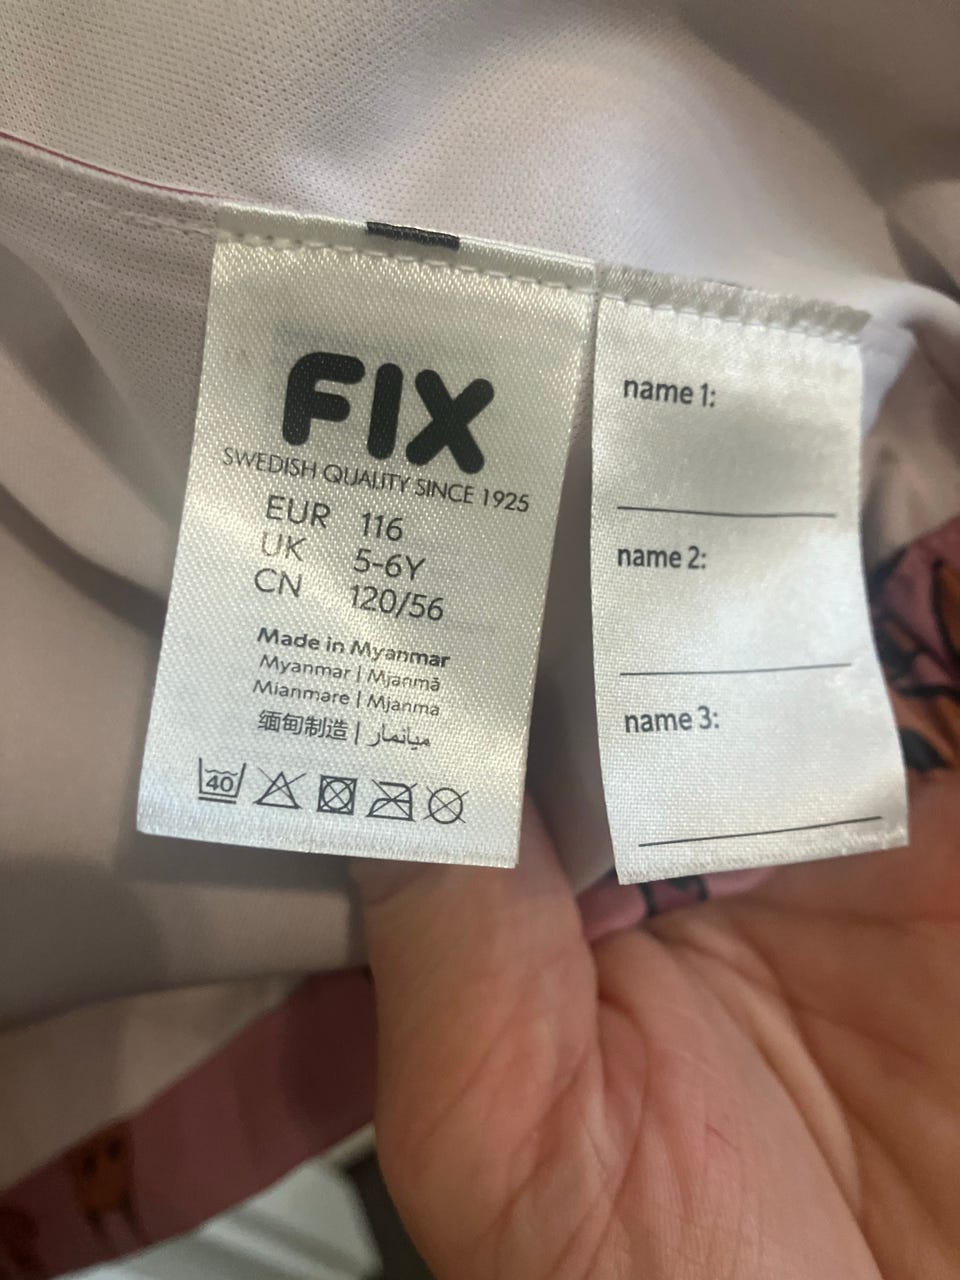 FIX
SWEDISH QUALITY SINCE 1925
EUR 116
UK 5-6Y
CN 120/56
Made in Myanmar
Myanmar | Mjanmă
Mianmare | Mjanma
缅甸制造 | ميانمار
40
name 1:
name 2:
name 3: